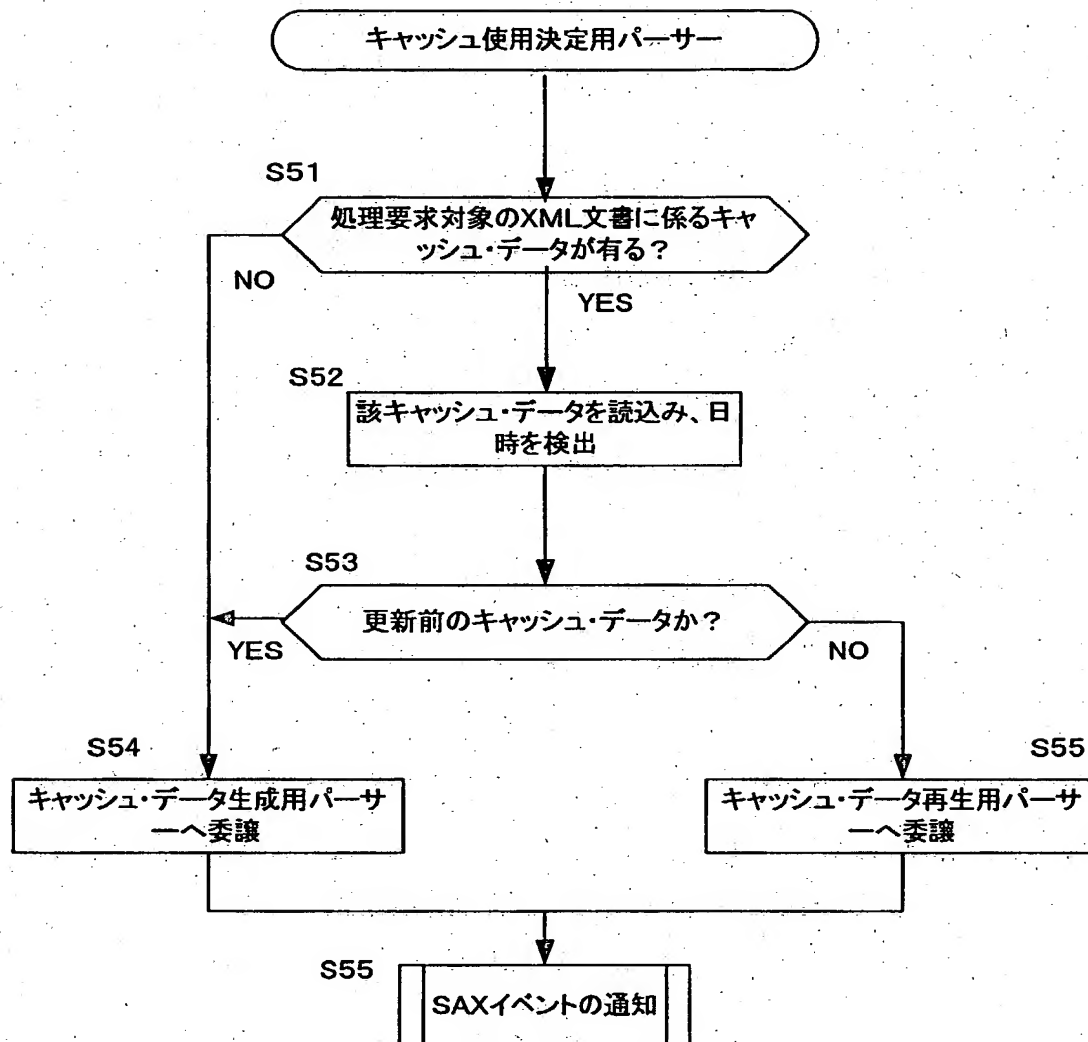 キャッシュ使用決定用パーサー
S51
処理要求対象のXML文書に係るキャ
ッシュ・データが有る？
NO
YES
S52
該キャッシュ・データを読込み、日
時を検出
S53
更新前のキャッシュ・データか？
YES
NO
S54
S55
キャッシュ・データ生成用パーサ
ーへ委譲
キャッシュ・データ再生用パーサ
ーへ委譲
S55
SAXイベントの通知